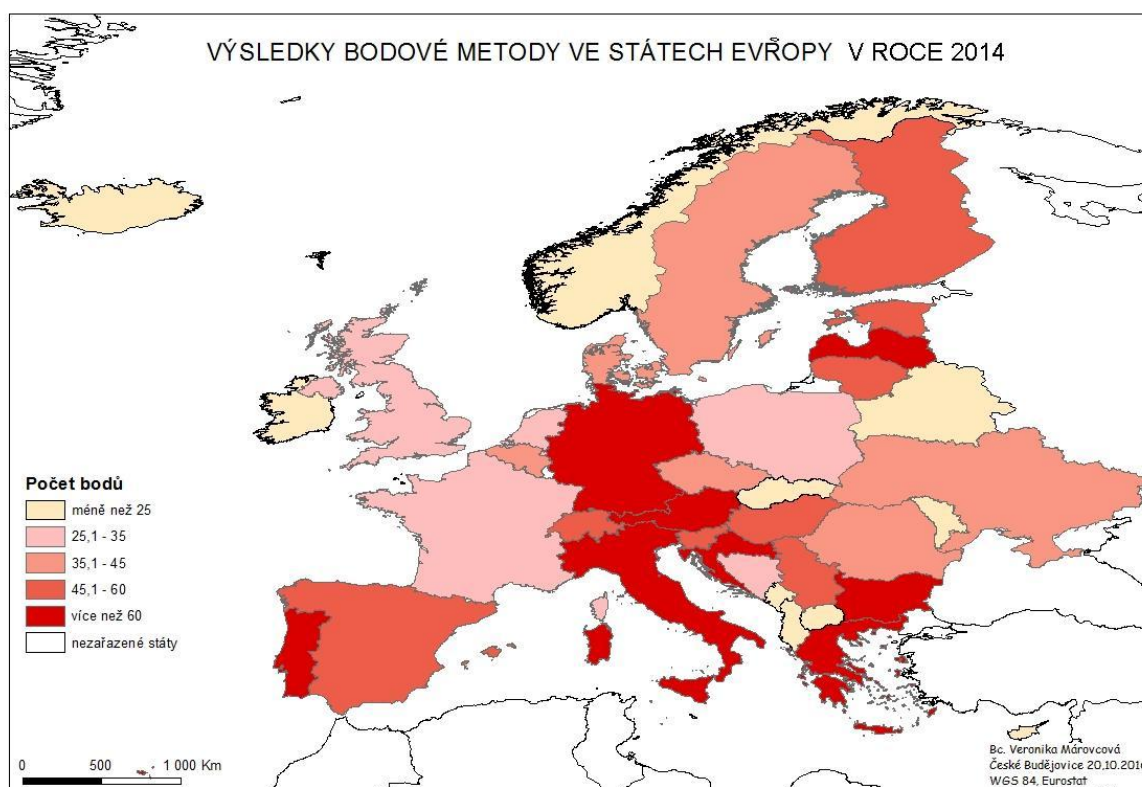 VÝSLEDKY BODOVÉ METODY VE STÁTECH EVROPY V ROCE 2014
Počet bodů
méně než 25
25,1 - 35
35,1 - 45
45,1 - 60
více než 60
nezařazené státy
0 500 1 000 Km
Bc. Veronika Márovcová
České Budějovice 20,10.2016
WGS 84, Eurostat